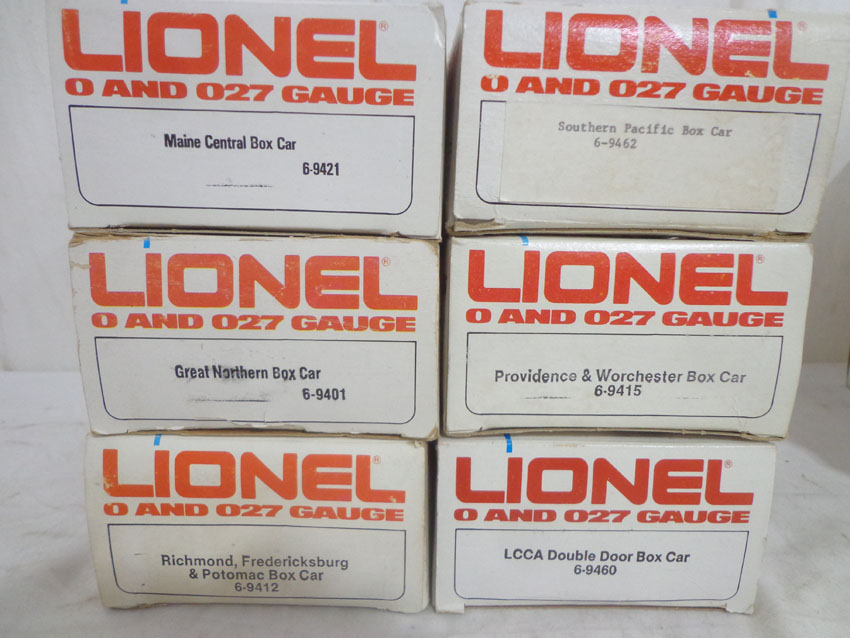 LIONEL®
O AND O27 GAUGE
Maine Central Box Car
6-9421
LIONEL®
O AND O27 GAUGE
Southern Pacific Box Car
6-9462
LIONEL®
O AND O27 GAUGE
Great Northern Box Car
6-9401
LIONEL®
O AND O27 GAUGE
Providence & Worchester Box Car
6-9415
LIONEL®
O AND O27 GAUGE
Richmond, Fredericksburg
& Potomac Box Car
6-9412
LIONEL®
O AND O27 GAUGE
LCCA Double Door Box Car
6-9460